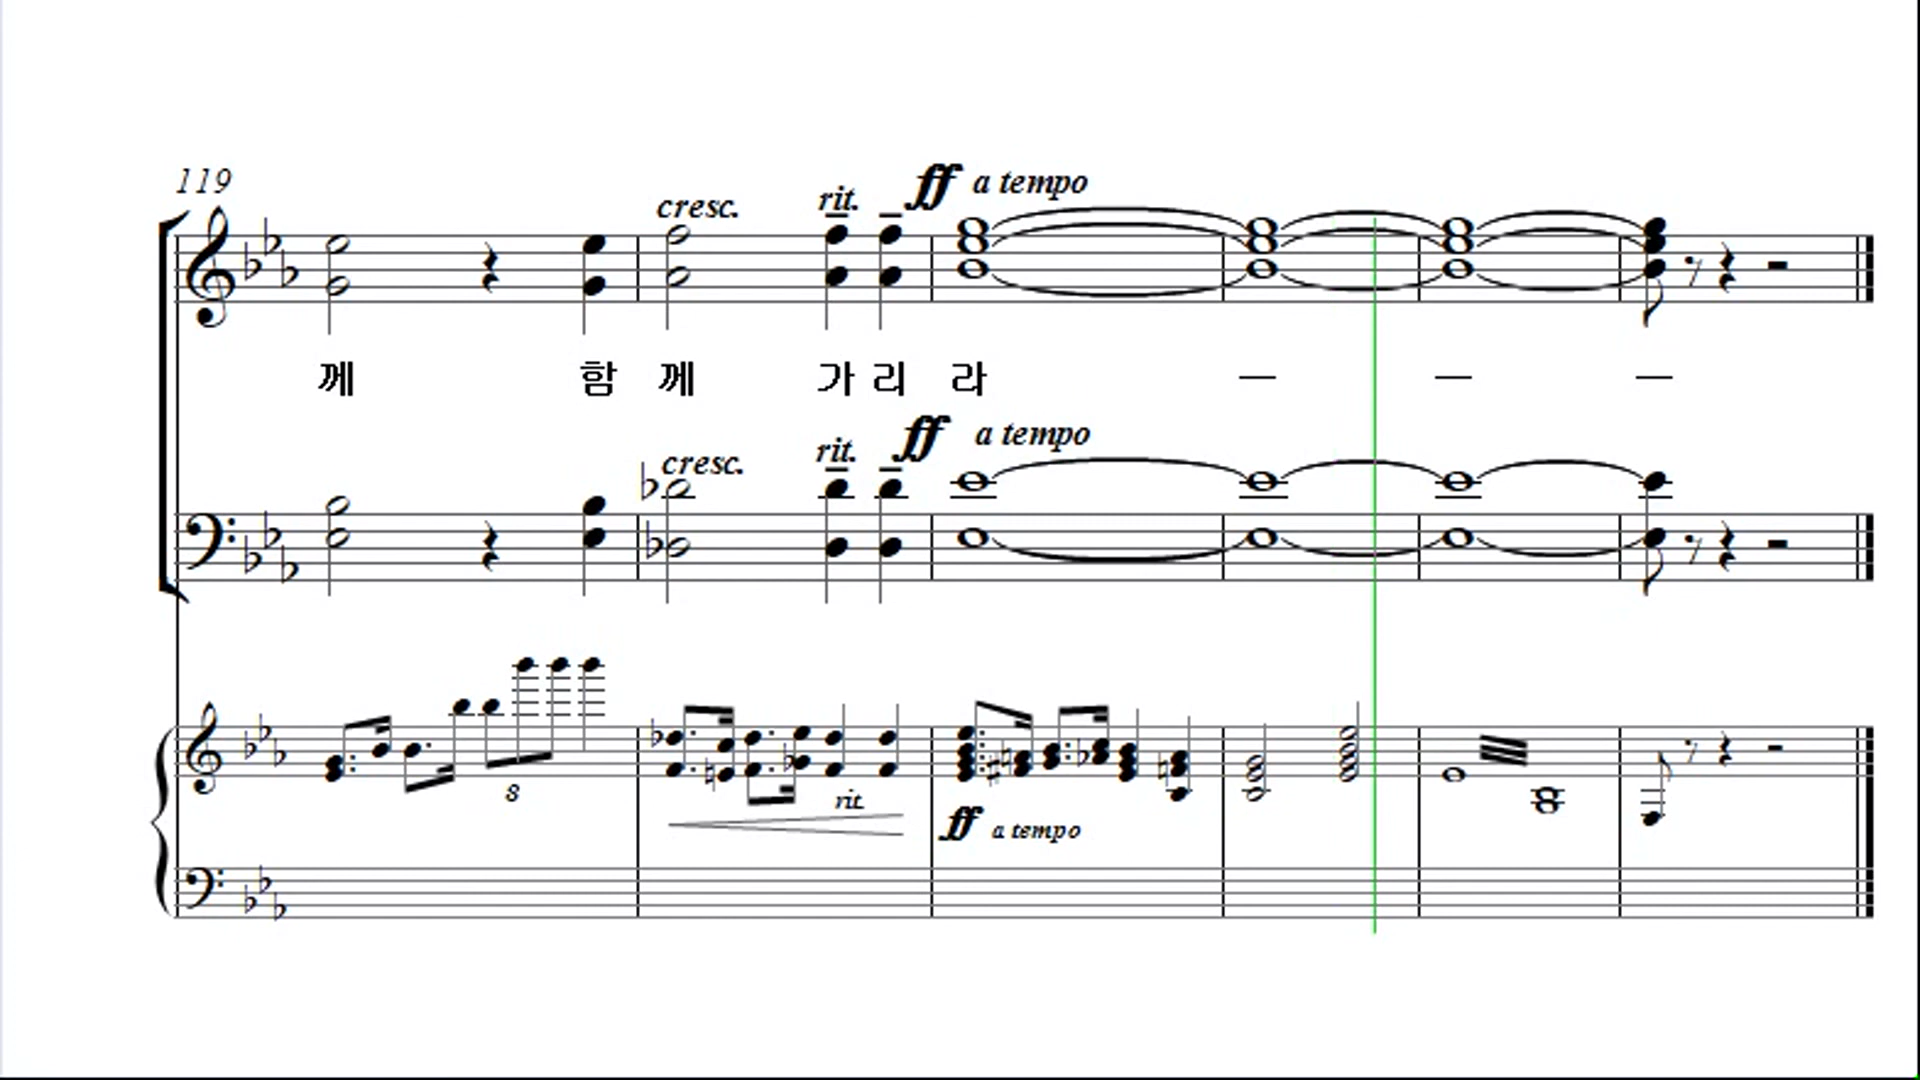 119
cresc. rit. ff a tempo
께 함 께 가 리 라 — — —
cresc. rit. ff a tempo
8 rit.
ff a tempo